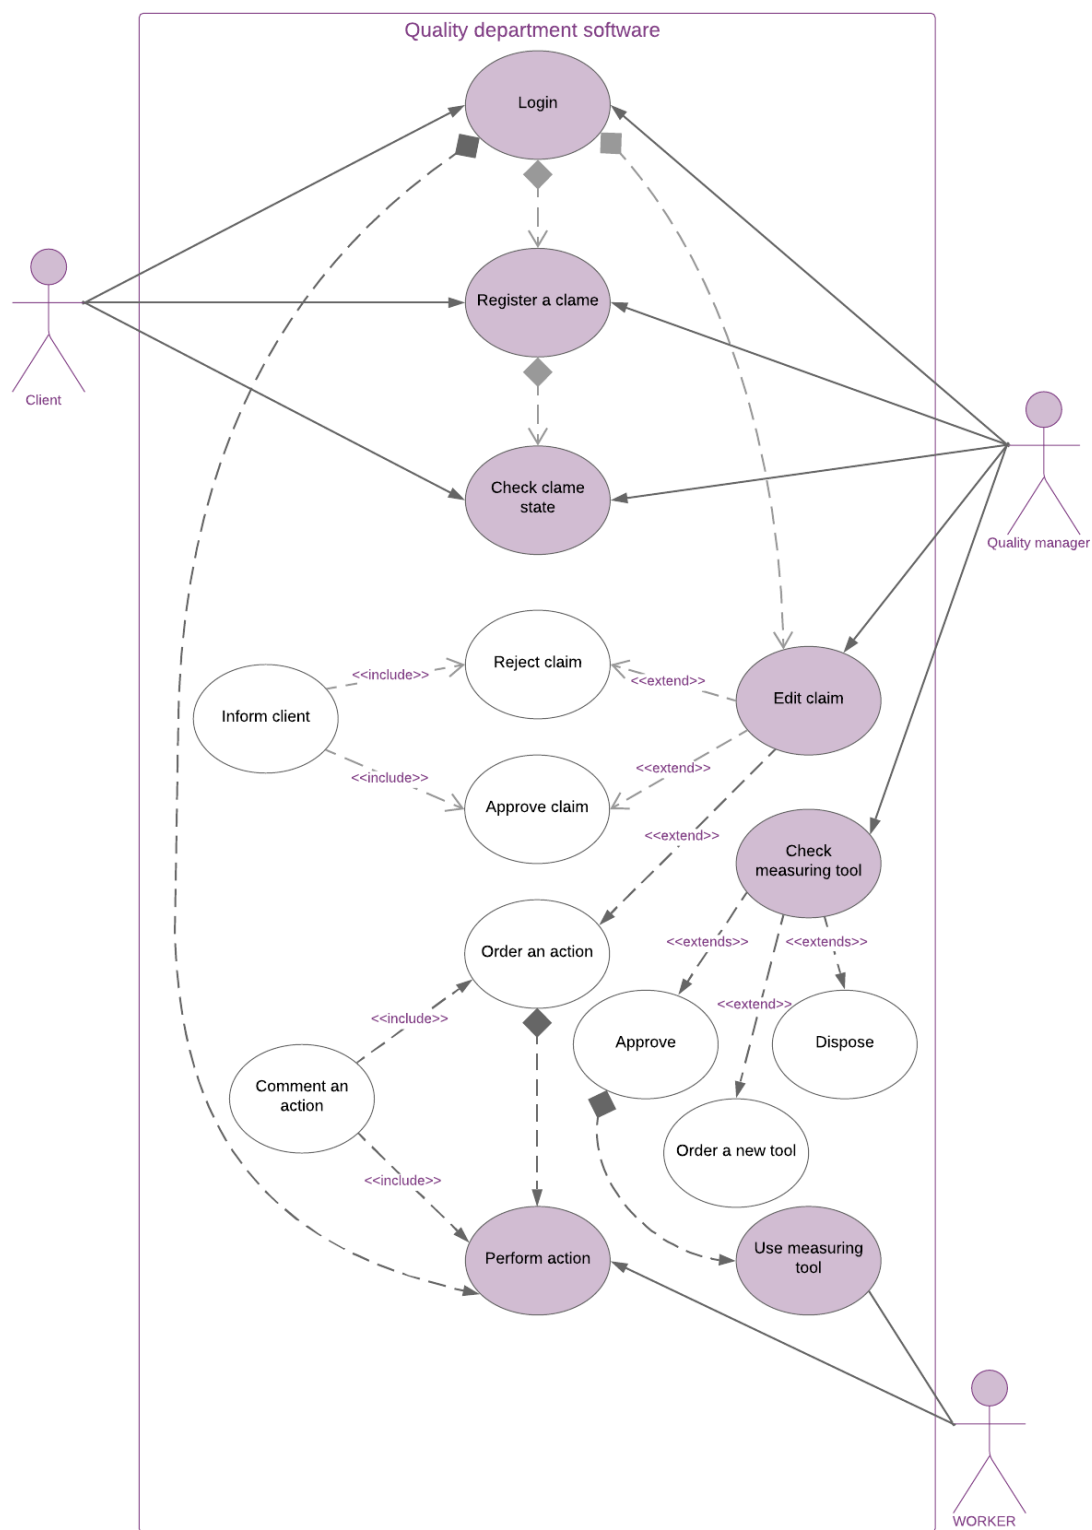 Quality department software
Login
Register a clame
Client
Check clame
state
Quality manager
Reject claim
<<include>>
<<extend>>
Inform client
Edit claim
<<extend>>
<<include>>
Approve claim
<<extend>>
Check
measuring tool
Order an action
<<extends>>
<<extends>>
<<extend>>
<<include>>
Approve
Dispose
Comment an
action
Order a new tool
<<include>>
Perform action
Use measuring
tool
WORKER